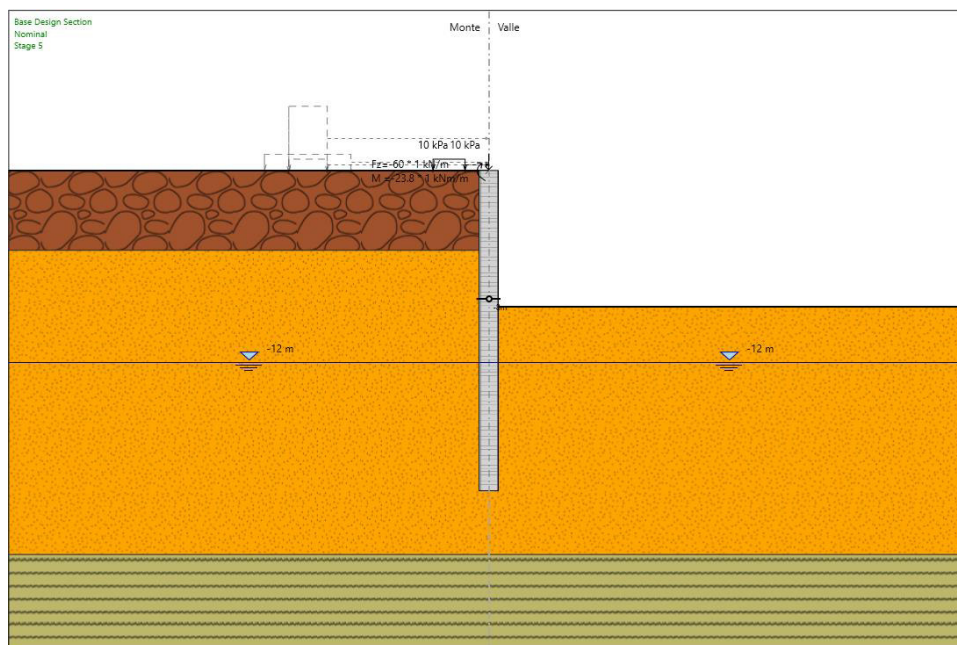 Base Design Section
Nominal
Stage 5
Monte Valle
10 kPa 10 kPa
Fz=-60 * 1 kN/m
M =-23.8 * 1 kNm/m
-12 m -12 m